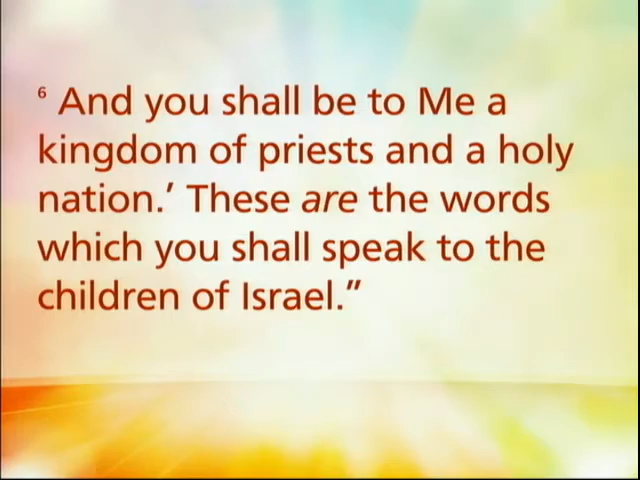 ⁶ And you shall be to Me a
kingdom of priests and a holy
nation.’ These are the words
which you shall speak to the
children of Israel.”